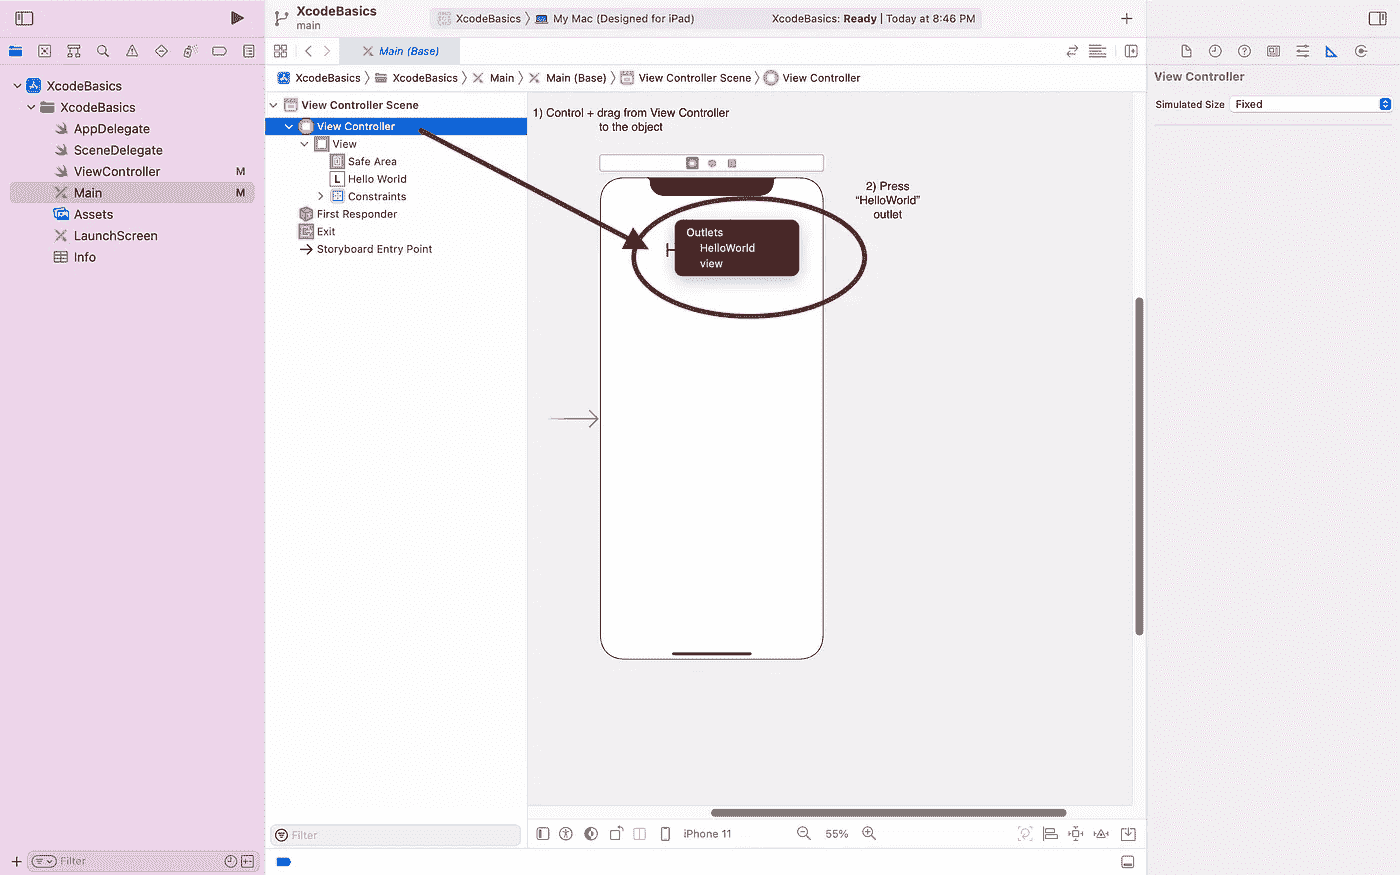 XcodeBasics
main
XcodeBasics
My Mac (Designed for iPad)
XcodeBasics: Ready | Today at 8:46 PM
Main (Base)
XcodeBasics
XcodeBasics
Main
Main (Base)
View Controller Scene
View Controller
XcodeBasics
XcodeBasics
AppDelegate
SceneDelegate
ViewController M
Main M
Assets
LaunchScreen
Info
Filter
View Controller Scene
View Controller
View
Safe Area
L Hello World
Constraints
First Responder
Exit
Storyboard Entry Point
Filter
1) Control + drag from View Controller
to the object
2) Press
“HelloWorld”
outlet
H
Outlets
HelloWorld
view
iPhone 11
55%
View Controller
Simulated Size Fixed